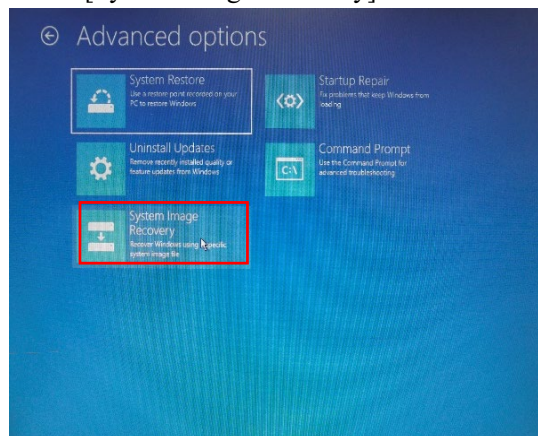 Advanced options
System Restore
Use a restore point recorded on your
PC to restore Windows
Startup Repair
Fix problems that keep Windows from
loading
Uninstall Updates
Remove recently installed quality or
feature updates from Windows
Command Prompt
Use the Command Prompt for
advanced troubleshooting
C:\
System Image
Recovery
Recover Windows using a specific
system image file